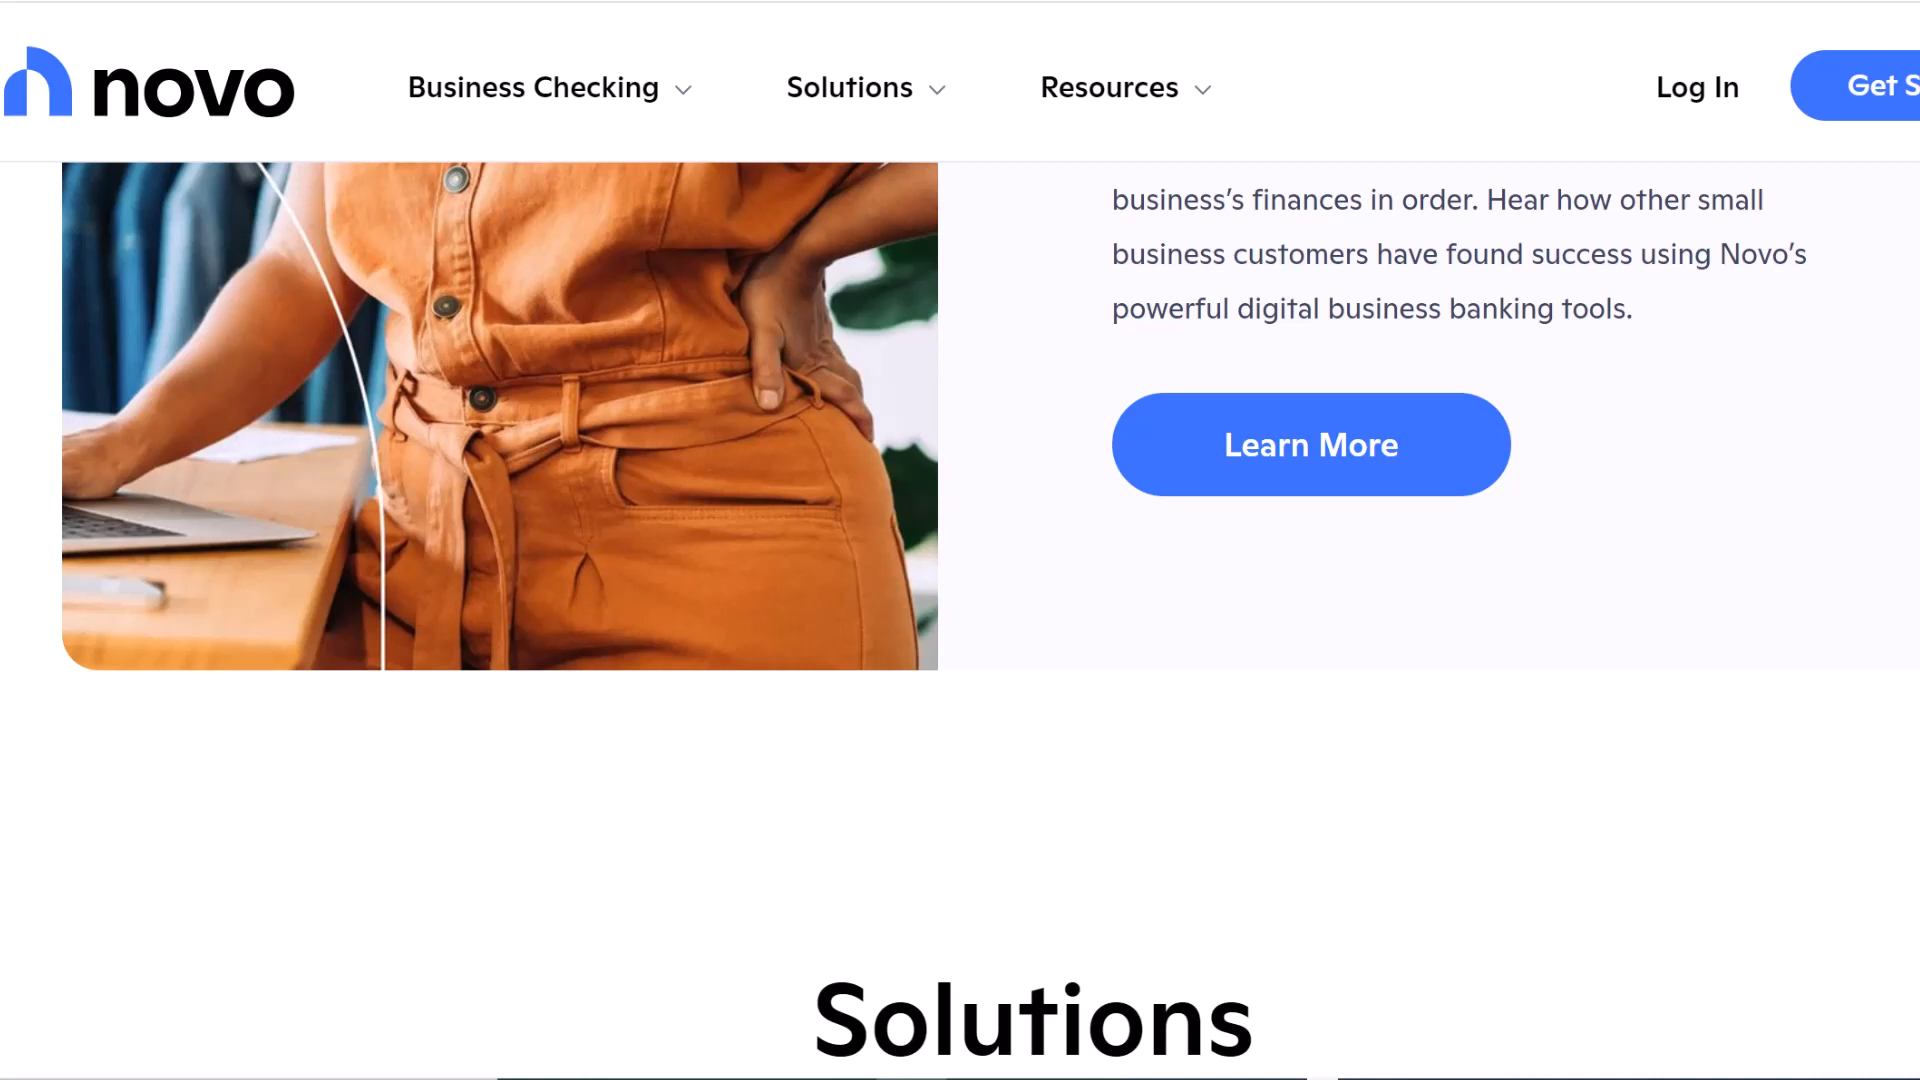 novo
Business Checking
Solutions
Resources
Log In
Get S
business’s finances in order. Hear how other small
business customers have found success using Novo’s
powerful digital business banking tools.
Learn More
Solutions